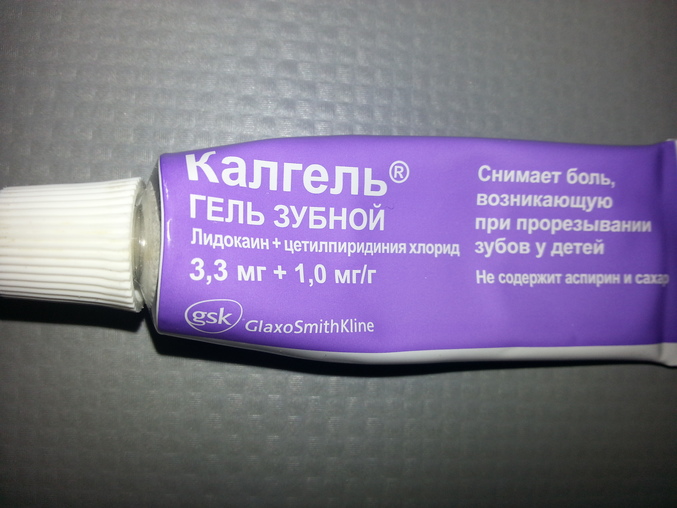 Калгель®
ГЕЛЬ ЗУБНОЙ
Лидокаин + цетилпиридиния хлорид
3,3 мг + 1,0 мг/г
gsk GlaxoSmithKline
Снимает боль,
возникающую
при прорезывании
зубов у детей
Не содержит аспирин и сахар